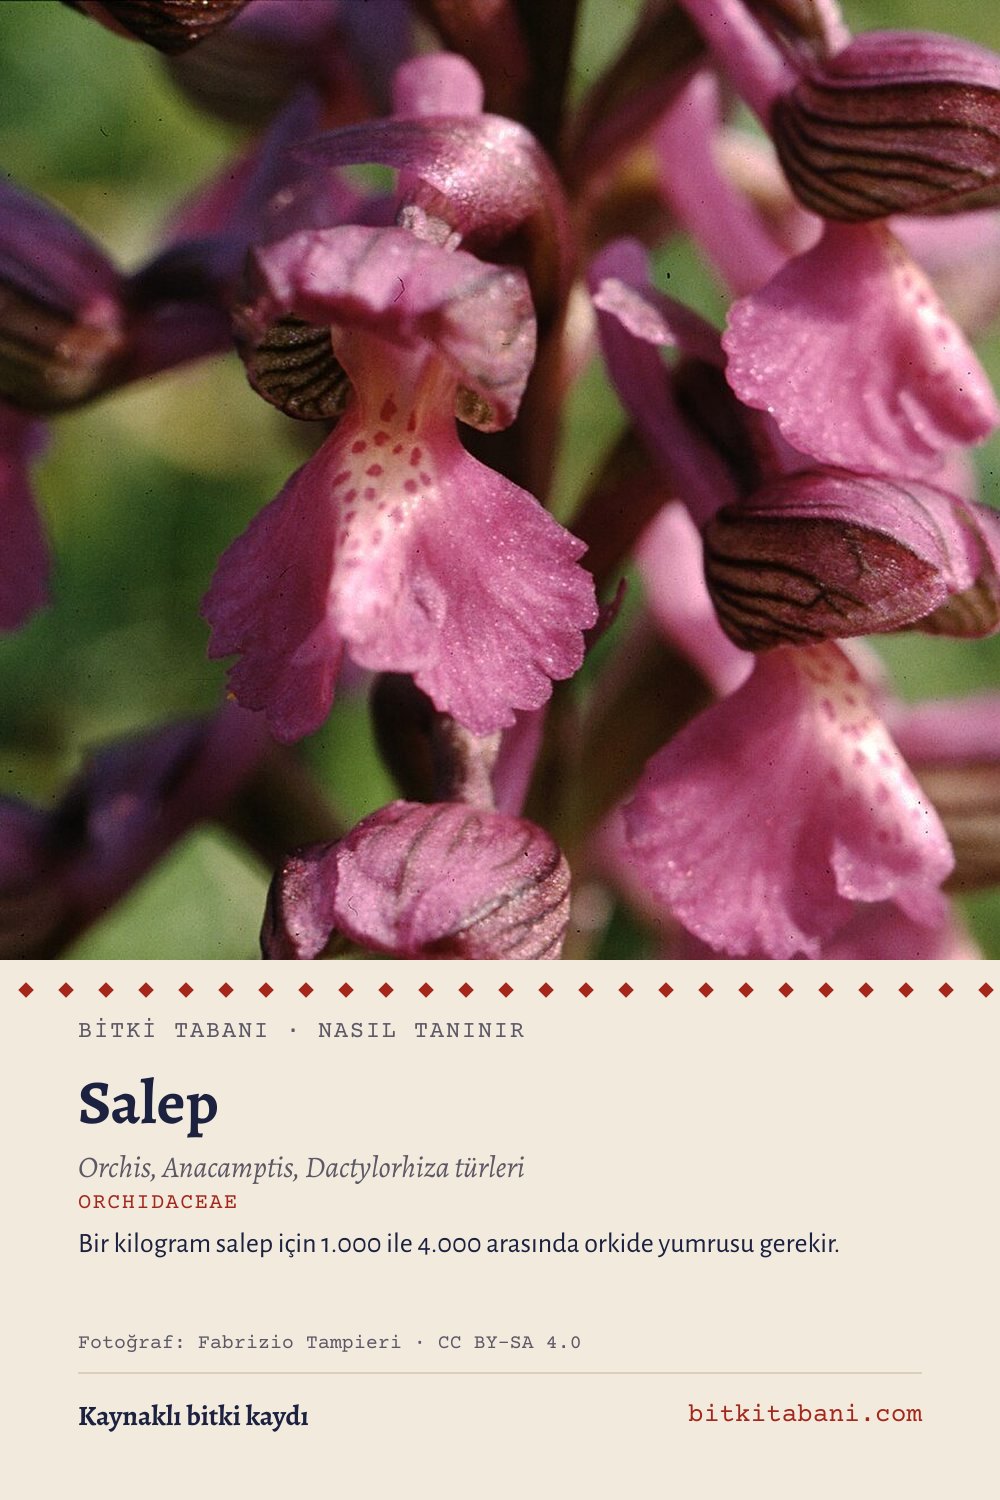 BİTKİ TABANI · NASIL TANINIR
Salep
Orchis, Anacamptis, Dactylorhiza türleri
ORCHIDACEAE
Bir kilogram salep için 1.000 ile 4.000 arasında orkide yumrusu gerekir.
Fotoğraf: Fabrizio Tampieri · CC BY-SA 4.0
Kaynaklı bitki kaydı
bitkitabani.com